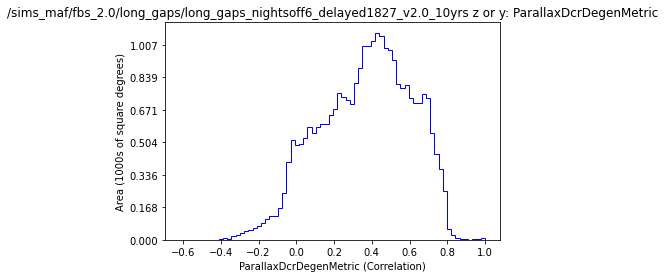 /sims_maf/fbs_2.0/long_gaps/long_gaps_nightsoff6_delayed1827_v2.0_10yrs z or y: ParallaxDcrDegenMetric
1.007
0.839
0.671
0.504
0.336
0.168
0.000
Area (1000s of square degrees)
−0.6 −0.4 −0.2 0.0 0.2 0.4 0.6 0.8 1.0
ParallaxDcrDegenMetric (Correlation)